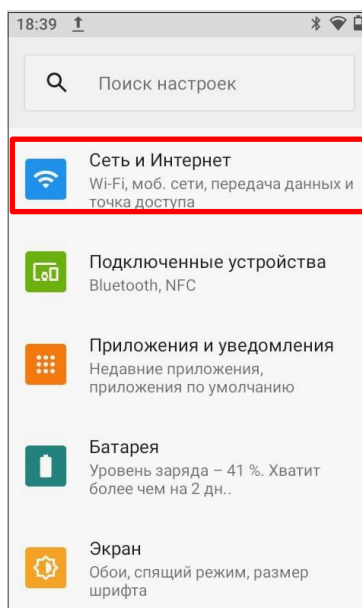 18:39
Поиск настроек
Сеть и Интернет
Wi-Fi, моб. сети, передача данных и
точка доступа
Подключенные устройства
Bluetooth, NFC
Приложения и уведомления
Недавние приложения,
приложения по умолчанию
Батарея
Уровень заряда – 41 %. Хватит
более чем на 2 дн..
Экран
Обои, спящий режим, размер
шрифта